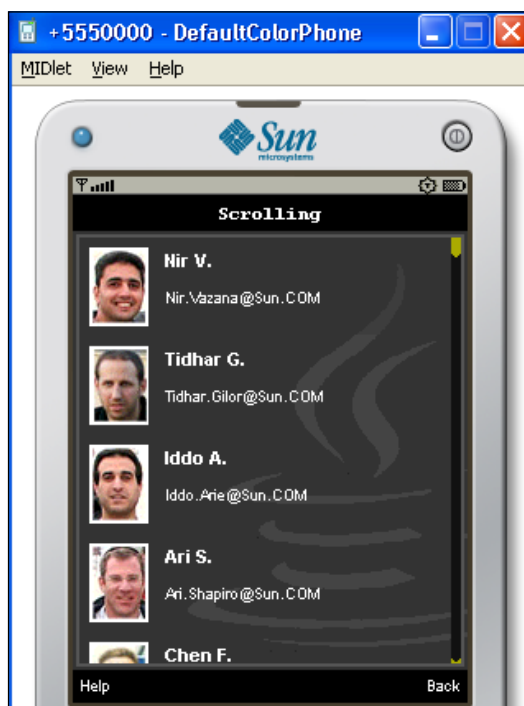 +5550000 - DefaultColorPhone
MIDlet View Help
Sun
microsystems
Scrolling
Nir V.
Nir.Vazana@Sun.COM
Tidhar G.
Tidhar.Gilor@Sun.COM
Iddo A.
Iddo.Arie@Sun.COM
Ari S.
Ari.Shapiro@Sun.COM
Chen F.
Help Back